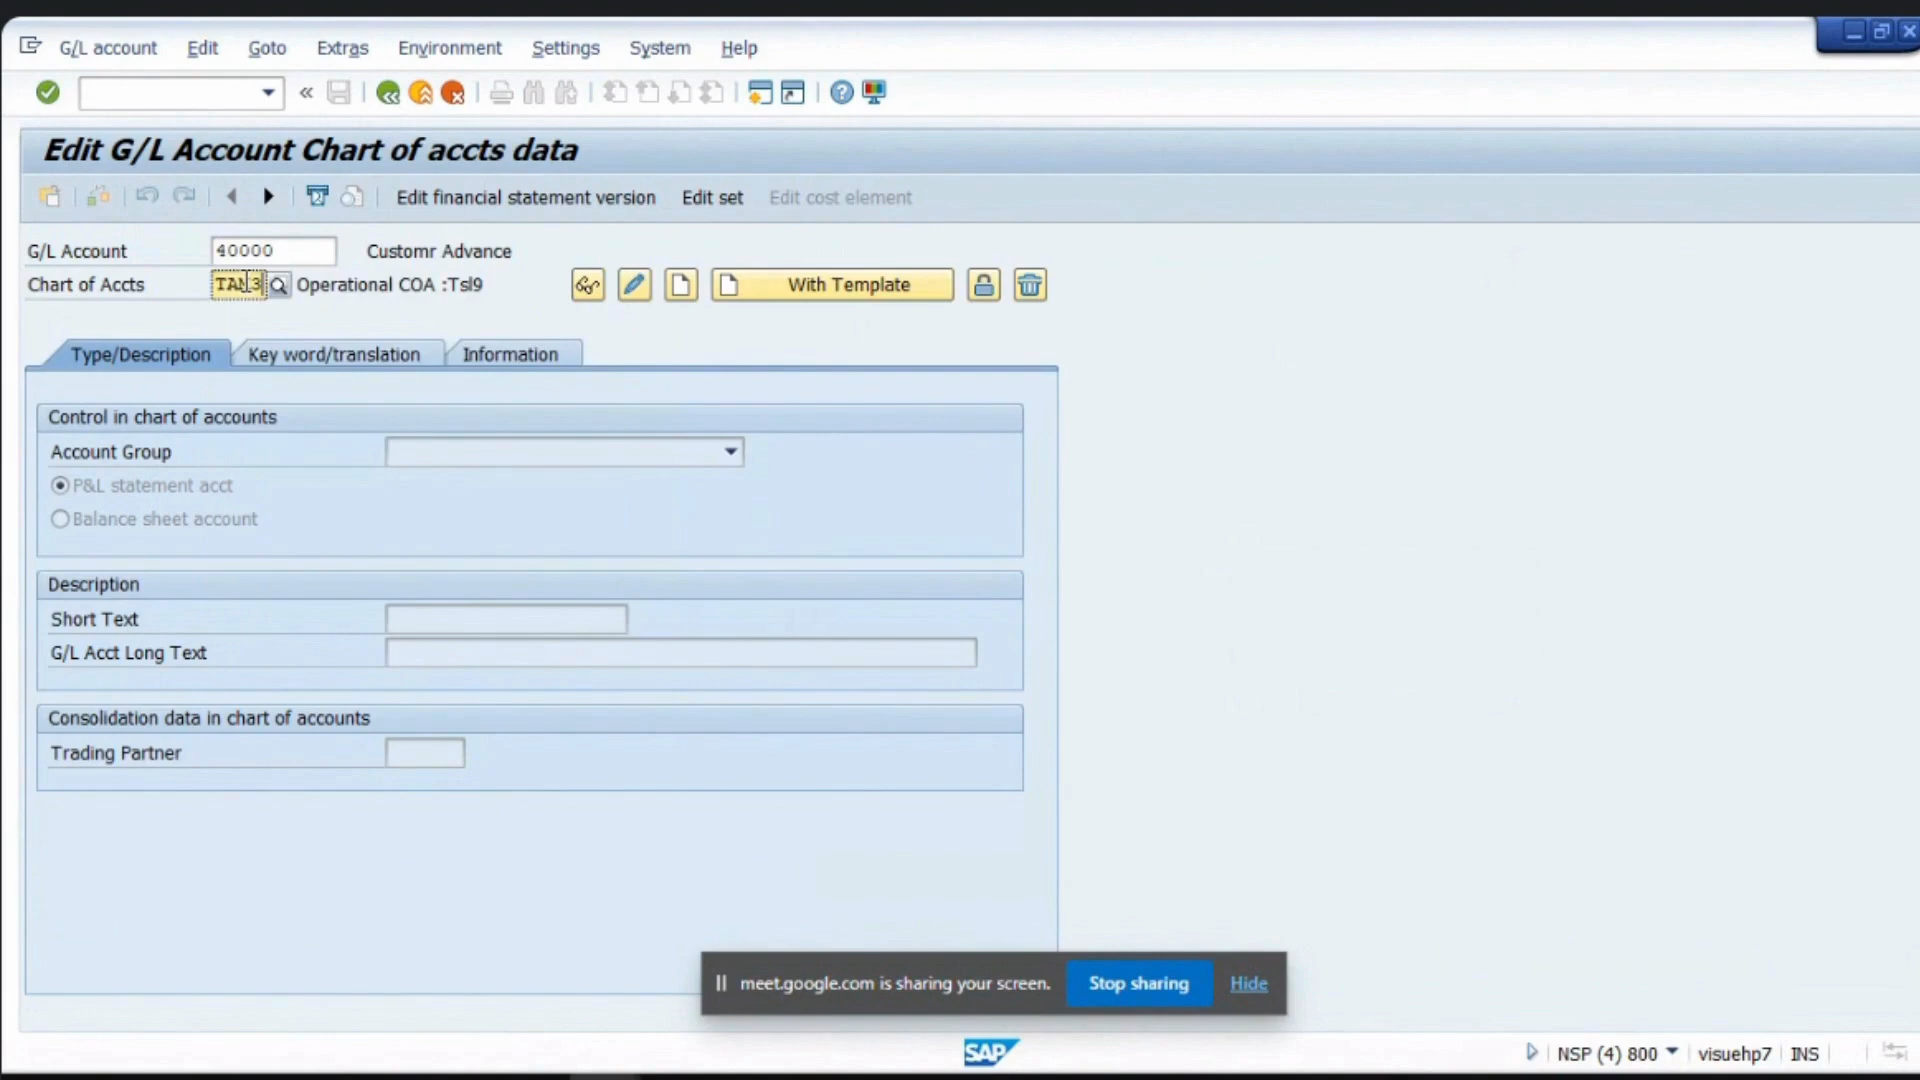 G/L account Edit Goto Extras Environment Settings System Help
Edit G/L Account Chart of accts data
Edit financial statement version Edit set Edit cost element
G/L Account 40000 Customr Advance
Chart of Accts Operational COA :Tsl9 With Template
Type/Description Key word/translation Information
Control in chart of accounts
Account Group
P&L statement acct
Balance sheet account
Description
Short Text
G/L Acct Long Text
Consolidation data in chart of accounts
Trading Partner
meet.google.com is sharing your screen. Stop sharing Hide
SAP
NSP (4) 800 visuehp7 INS